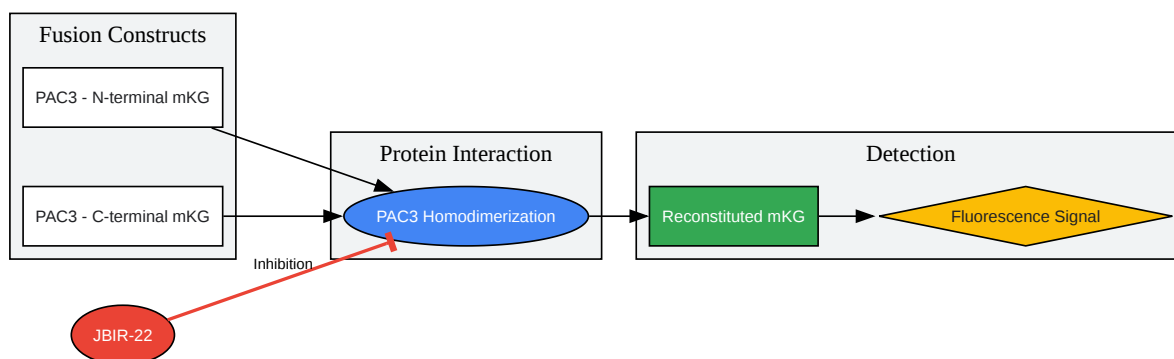 Fusion Constructs
PAC3 - N-terminal mKG
PAC3 - C-terminal mKG
Protein Interaction
PAC3 Homodimerization
Detection
Reconstituted mKG
Fluorescence Signal
Inhibition
JBIR-22